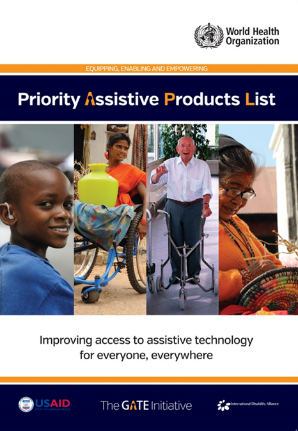 World Health
Organization
EQUIPPING, ENABLING AND EMPOWERING
Priority Assistive Products List
Improving access to assistive technology
for everyone, everywhere
USAID
The GATE Initiative
International Disability Alliance